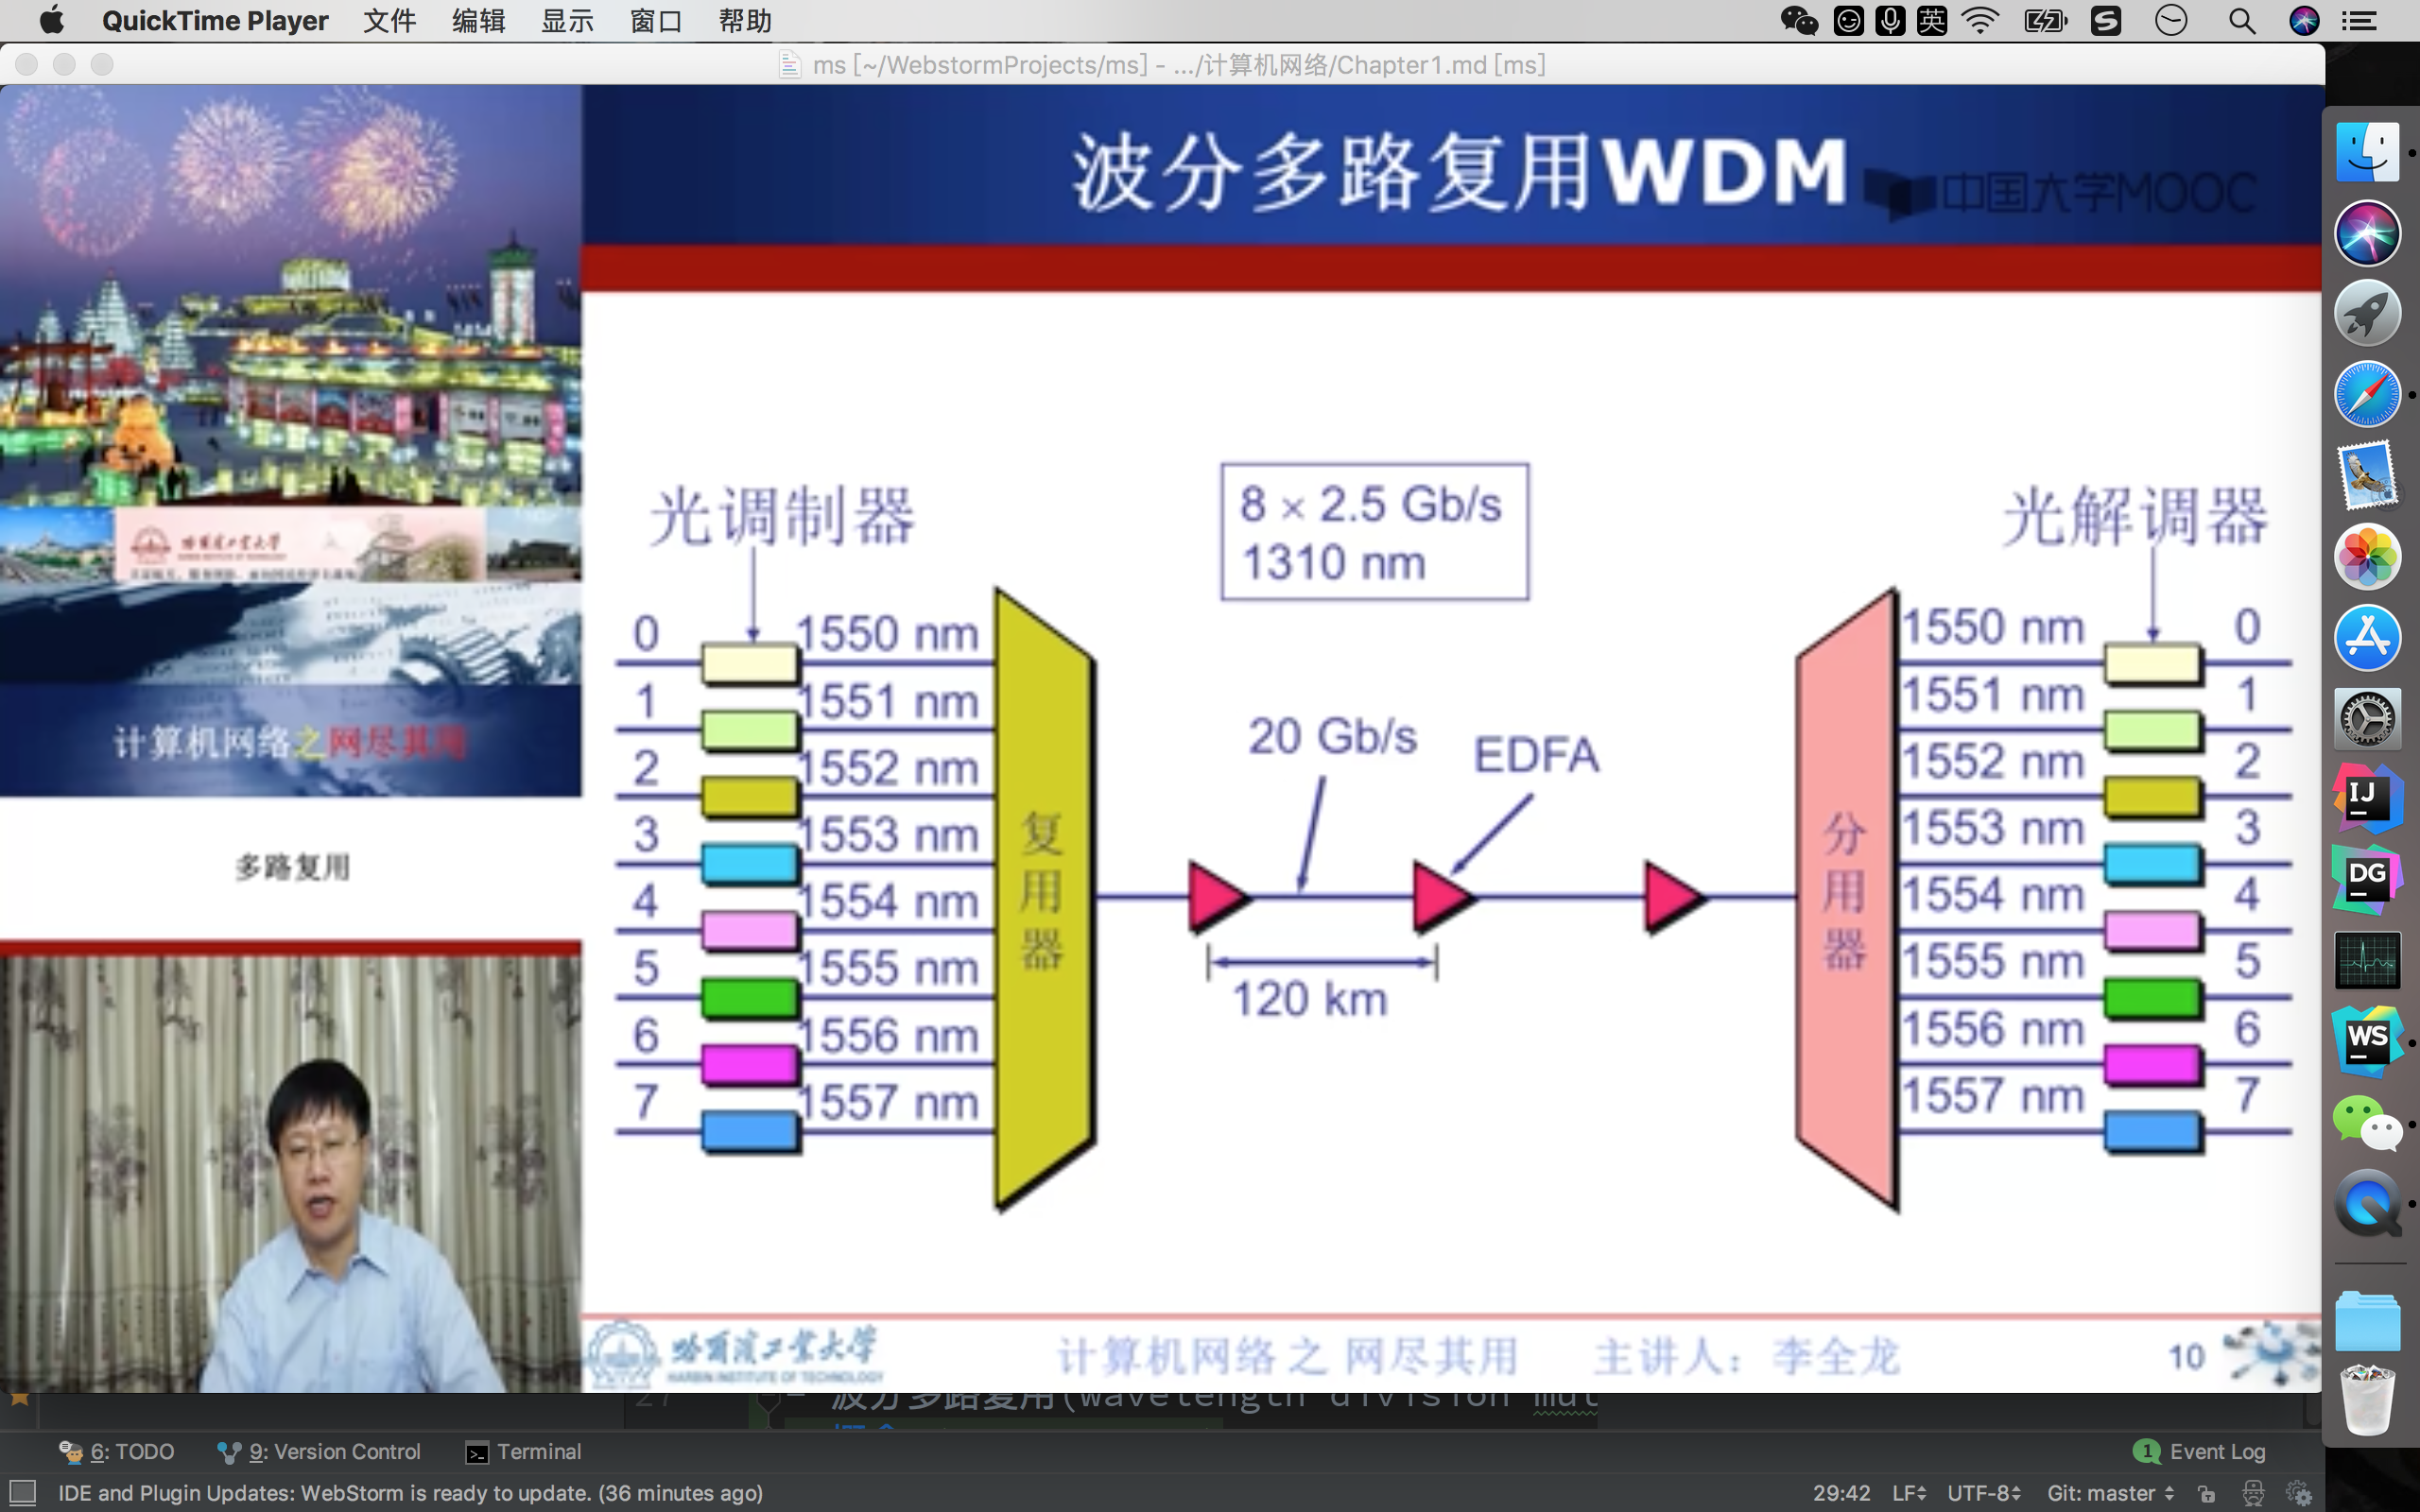 QuickTime Player 文件 编辑 显示 窗口 帮助
英
ms [~/WebstormProjects/ms] - .../计算机网络/Chapter1.md [ms]
波分多路复用WDM
中国大学MOOC
哈尔滨工业大学
计算机网络之网尽其用
多路复用
光调制器
8 × 2.5 Gb/s
1310 nm
光解调器
0 1550 nm
1 1551 nm
2 1552 nm
3 1553 nm
4 1554 nm
5 1555 nm
6 1556 nm
7 1557 nm
复用器
20 Gb/s
EDFA
120 km
分用器
1550 nm 0
1551 nm 1
1552 nm 2
1553 nm 3
1554 nm 4
1555 nm 5
1556 nm 6
1557 nm 7
哈尔滨工业大学
HARBIN INSTITUTE OF TECHNOLOGY
计算机网络之 网尽其用 主讲人：李全龙 10
IJ
DG
WS
27 波分多路复用(wavelength division mut
6: TODO 9: Version Control Terminal 1 Event Log
IDE and Plugin Updates: WebStorm is ready to update. (36 minutes ago) 29:42 LF UTF-8 Git: master